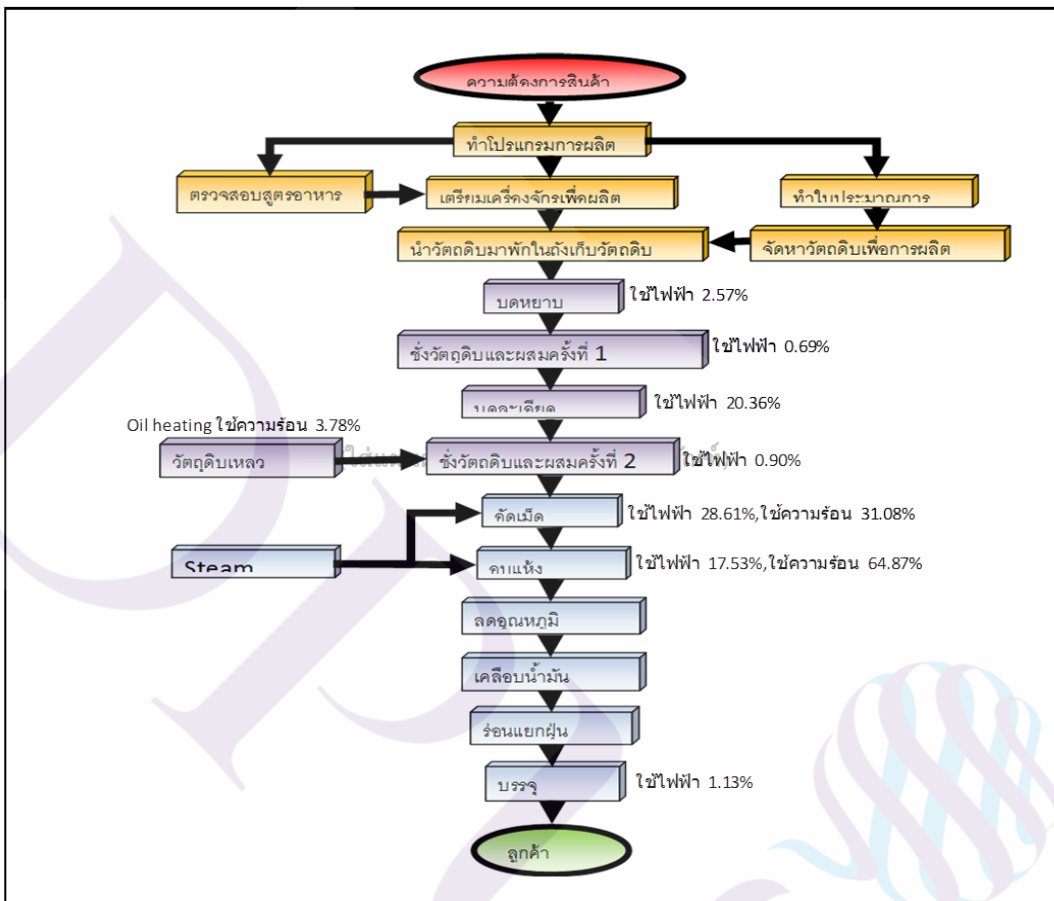 ความต้องการสินค้า
ทำโปรแกรมการผลิต
ตรวจสอบสูตรอาหาร
เตรียมเครื่องจักรเพื่อผลิต
ทำใบประมาณการ
นำวัตถุดิบมาพักในถังเก็บวัตถุดิบ
จัดหาวัตถุดิบเพื่อการผลิต
บดหยาบ
ใช้ไฟฟ้า 2.57%
ชั่งวัตถุดิบและผสมครั้งที่ 1
ใช้ไฟฟ้า 0.69%
บดละเอียด
ใช้ไฟฟ้า 20.36%
Oil heating ใช้ความร้อน 3.78%
วัตถุดิบเหลว
ชั่งวัตถุดิบและผสมครั้งที่ 2
ใช้ไฟฟ้า 0.90%
อัดเม็ด
ใช้ไฟฟ้า 28.61%,ใช้ความร้อน 31.08%
Steam
อบแห้ง
ใช้ไฟฟ้า 17.53%,ใช้ความร้อน 64.87%
ลดอุณหภูมิ
เคลือบน้ำมัน
ร่อนแยกฝุ่น
บรรจุ
ใช้ไฟฟ้า 1.13%
ลูกค้า